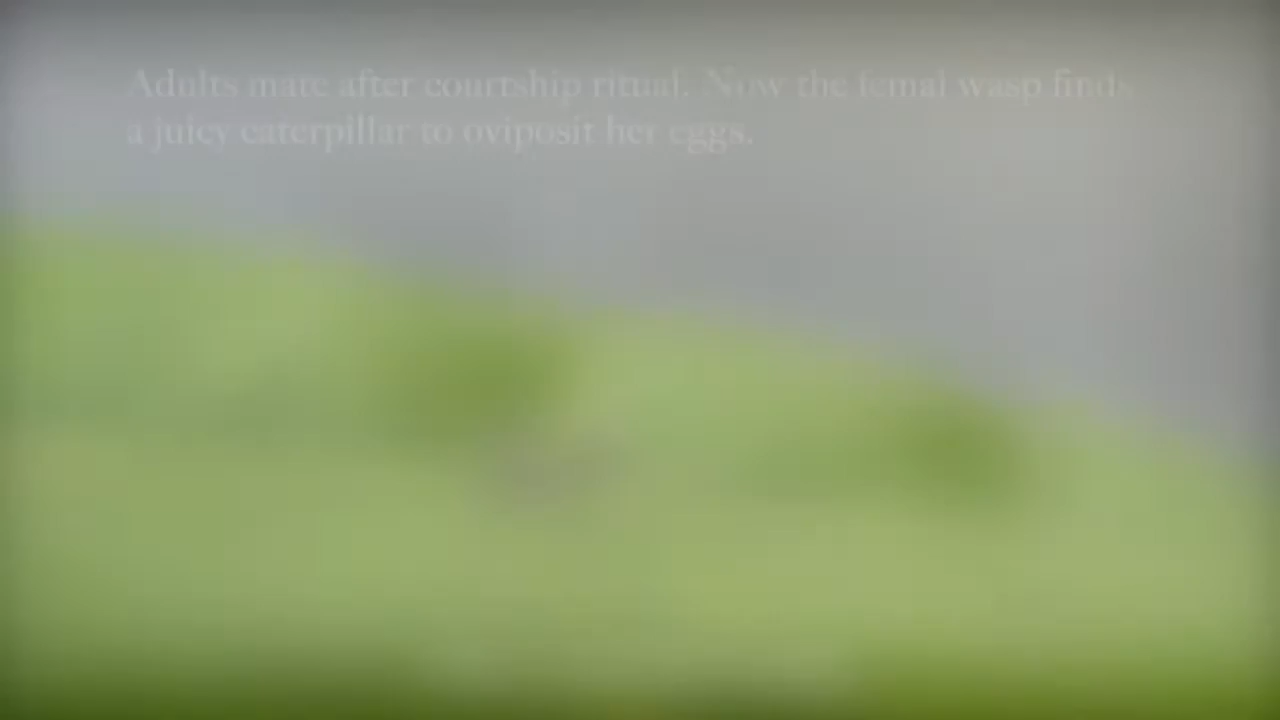 Adults mate after courtship ritual. Now the femal wasp finds
a juicy caterpillar to oviposit her eggs.